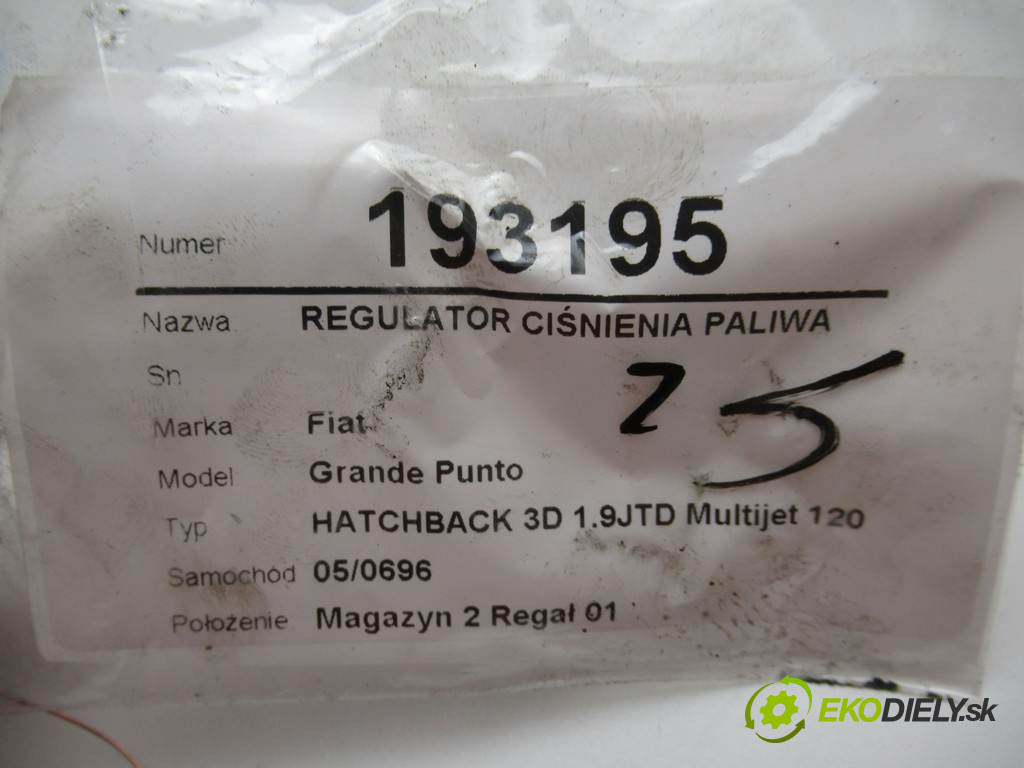 Numer 193195
Nazwa REGULATOR CIŚNIENIA PALIWA
Sn
Marka Fiat
Model Grande Punto
Typ HATCHBACK 3D 1.9JTD Multijet 120
Samochód 05/0696
Położenie Magazyn 2 Regał 01
Z 5
EKODIELY.sk